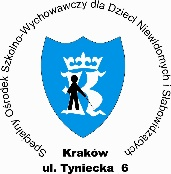 Specjalny Ośrodek Szkolno-Wychowawczy dla Dzieci Niewidomych i Słabowidzących
Kraków
ul. Tyniecka 6